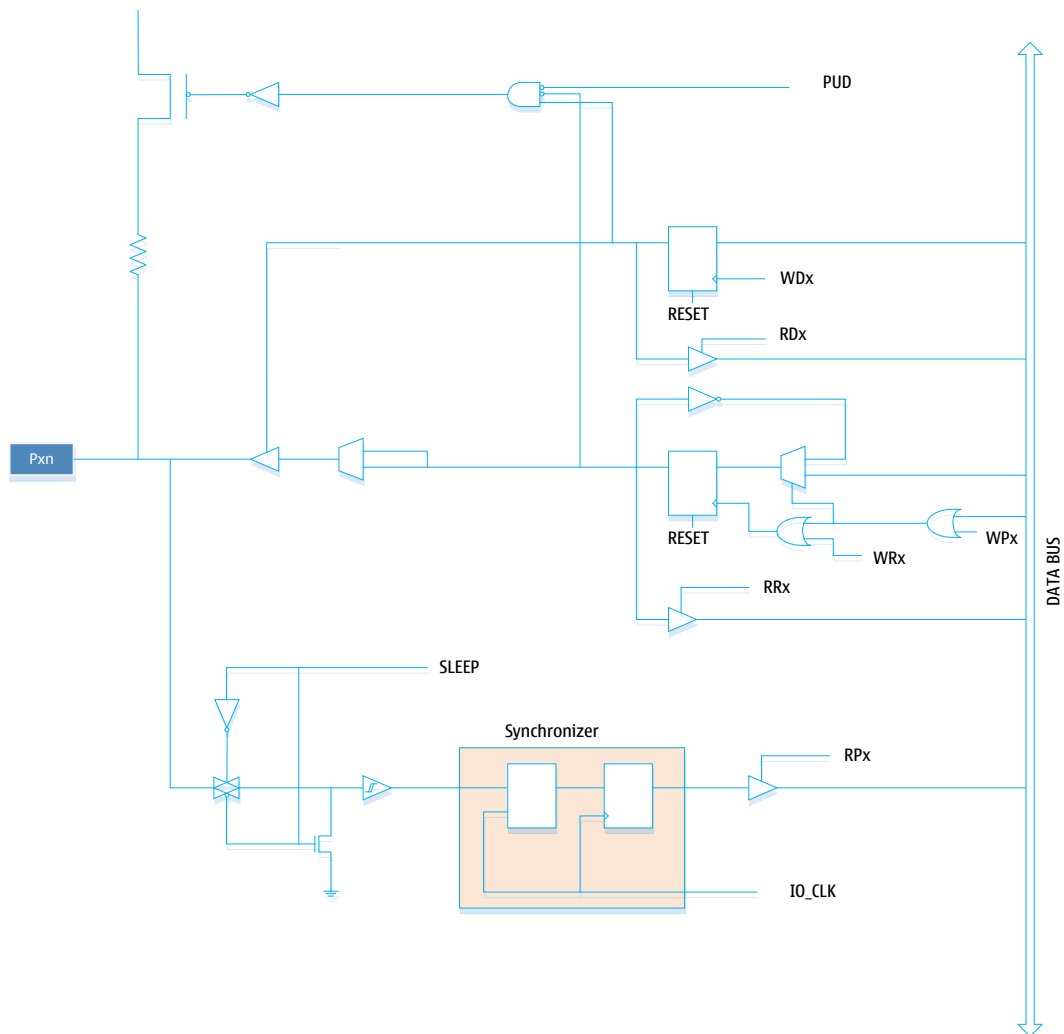 PUD
WDx
RESET
RDx
Pxn
RESET
WPx
WRx
RRx
DATA BUS
SLEEP
Synchronizer
RPx
IO_CLK